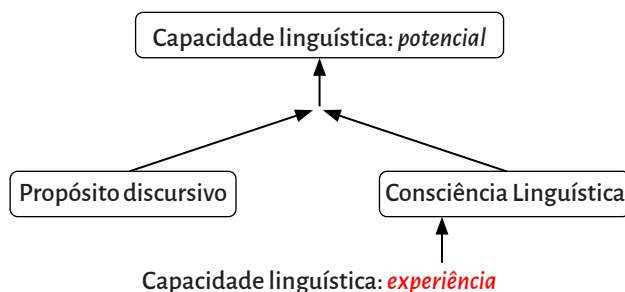 Capacidade linguística: potencial
Propósito discursivo
Consciência Linguística
Capacidade linguística: experiência